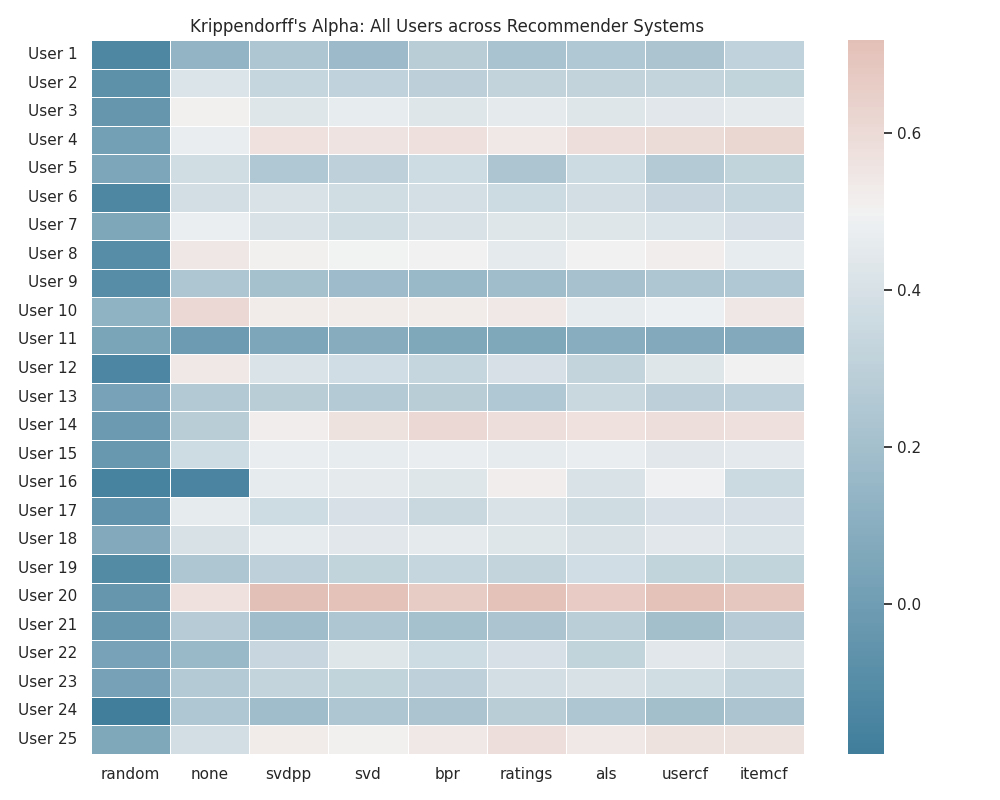 Krippendorff's Alpha: All Users across Recommender Systems
User 1
User 2
User 3
User 4
User 5
User 6
User 7
User 8
User 9
User 10
User 11
User 12
User 13
User 14
User 15
User 16
User 17
User 18
User 19
User 20
User 21
User 22
User 23
User 24
User 25
random none svdpp svd bpr ratings als usercf itemcf
0.6
0.4
0.2
0.0